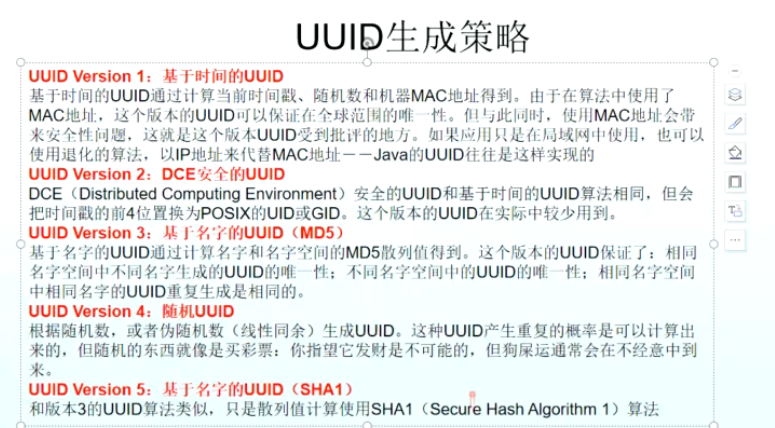 UUID生成策略
UUID Version 1：基于时间的UUID
基于时间的UUID通过计算当前时间戳、随机数和机器MAC地址得到。由于在算法中使用了
MAC地址，这个版本的UUID可以保证在全球范围的唯一性。但与此同时，使用MAC地址会带
来安全性问题，这就是这个版本UUID受到批评的地方。如果应用只是在局域网中使用，也可以
使用退化的算法，以IP地址来代替MAC地址－－Java的UUID往往是这样实现的
UUID Version 2：DCE安全的UUID
DCE（Distributed Computing Environment）安全的UUID和基于时间的UUID算法相同，但会
把时间戳的前4位置换为POSIX的UID或GID。这个版本的UUID在实际中较少用到。
UUID Version 3：基于名字的UUID（MD5）
基于名字的UUID通过计算名字和名字空间的MD5散列值得到。这个版本的UUID保证了：相同
名字空间中不同名字生成的UUID的唯一性；不同名字空间中的UUID的唯一性；相同名字空间
中相同名字的UUID重复生成是相同的。
UUID Version 4：随机UUID
根据随机数，或者伪随机数（线性同余）生成UUID。这种UUID产生重复的概率是可以计算出
来的，但随机的东西就像是买彩票：你指望它发财是不可能的，但狗屎运通常会在不经意中到
来。
UUID Version 5：基于名字的UUID（SHA1）
和版本3的UUID算法类似，只是散列值计算使用SHA1（Secure Hash Algorithm 1）算法